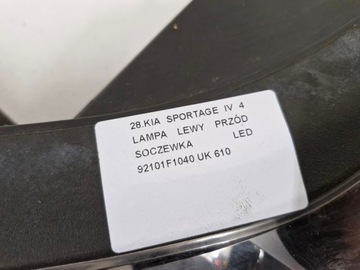 28.KIA SPORTAGE IV 4
LAMPA LEWY PRZÓD
SOCZEWKA LED
92101F1040 UK 610